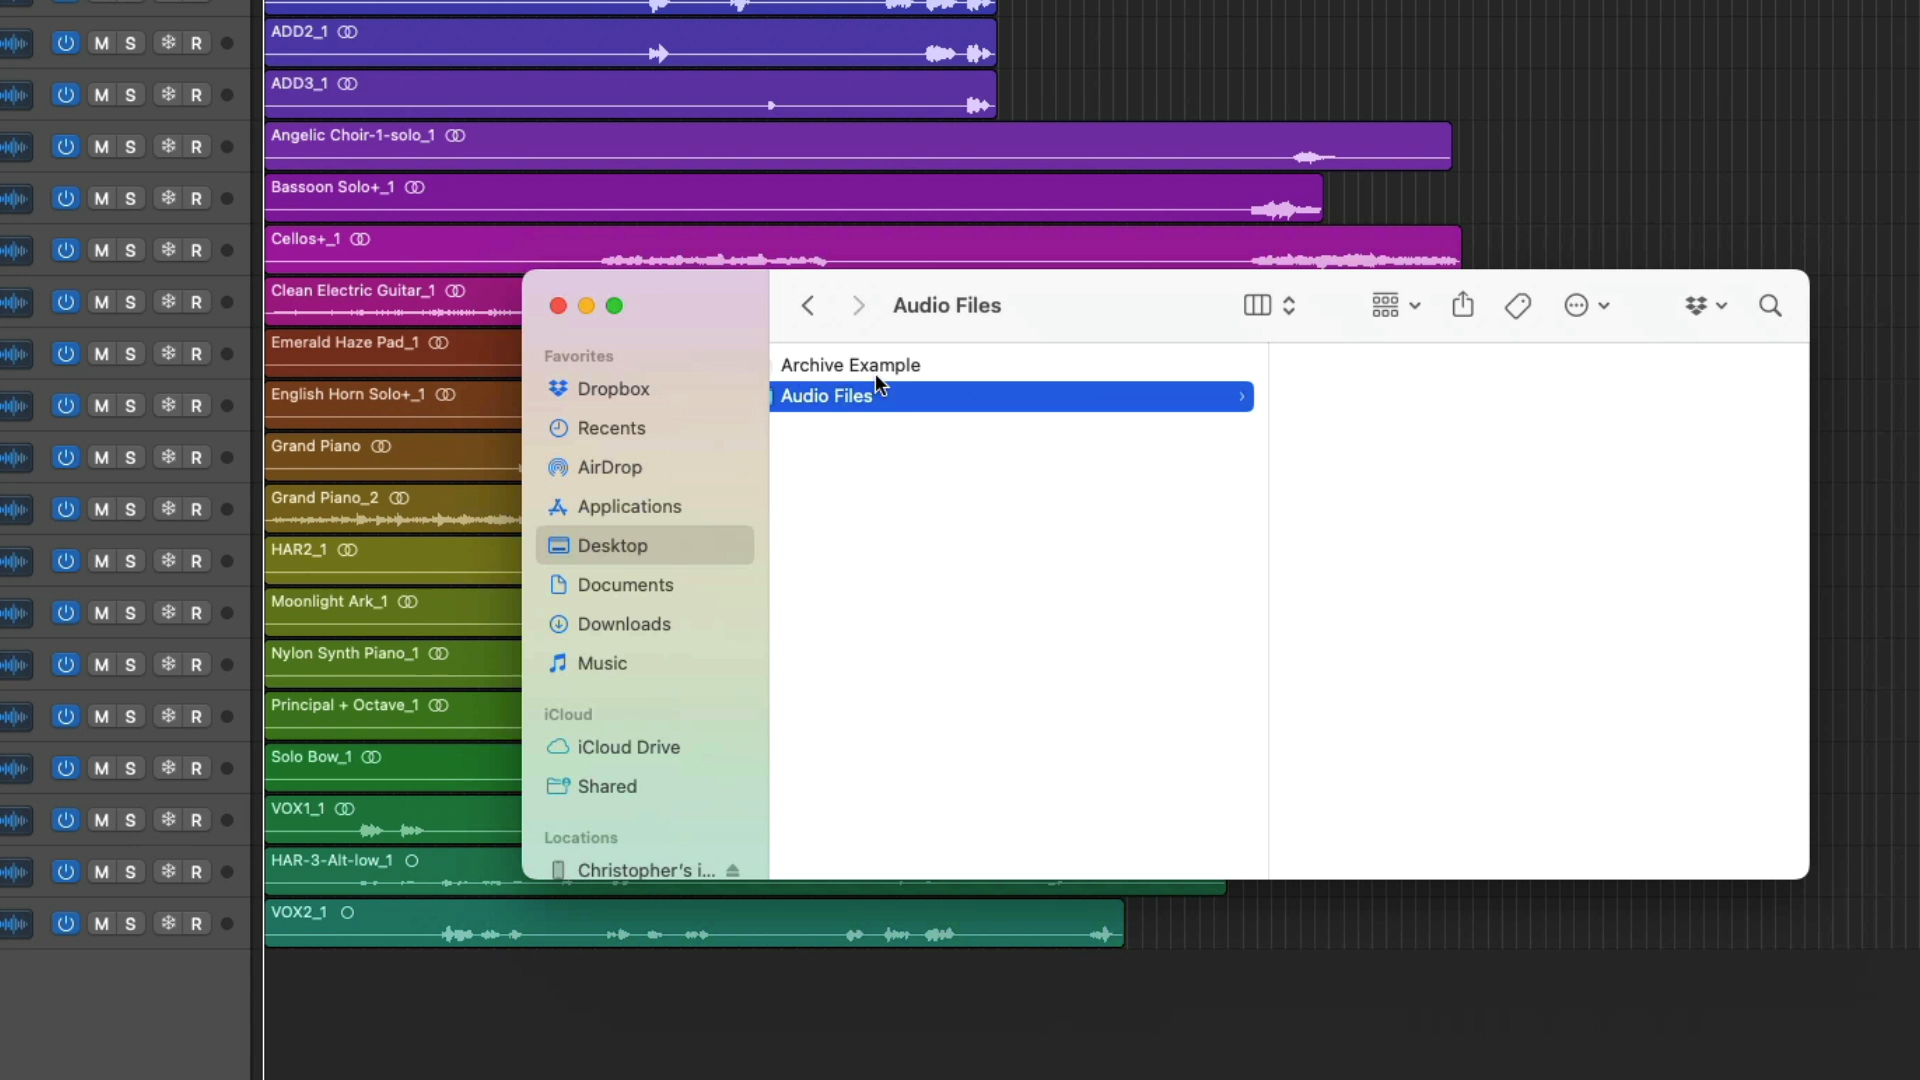 ADD2_1
M S R
ADD3_1
M S R
Angelic Choir-1-solo_1
M S R
Bassoon Solo+_1
M S R
Cellos+_1
M S R
Clean Electric Guitar_1
M S R
Emerald Haze Pad_1
M S R
English Horn Solo+_1
M S R
Grand Piano
M S R
Grand Piano_2
M S R
HAR2_1
M S R
Moonlight Ark_1
M S R
Nylon Synth Piano_1
M S R
Principal + Octave_1
M S R
Solo Bow_1
M S R
VOX1_1
M S R
HAR-3-Alt-low_1
M S R
VOX2_1
M S R
Favorites
Dropbox
Recents
AirDrop
Applications
Desktop
Documents
Downloads
Music
iCloud
iCloud Drive
Shared
Locations
Christopher's i...
Audio Files
Archive Example
Audio Files